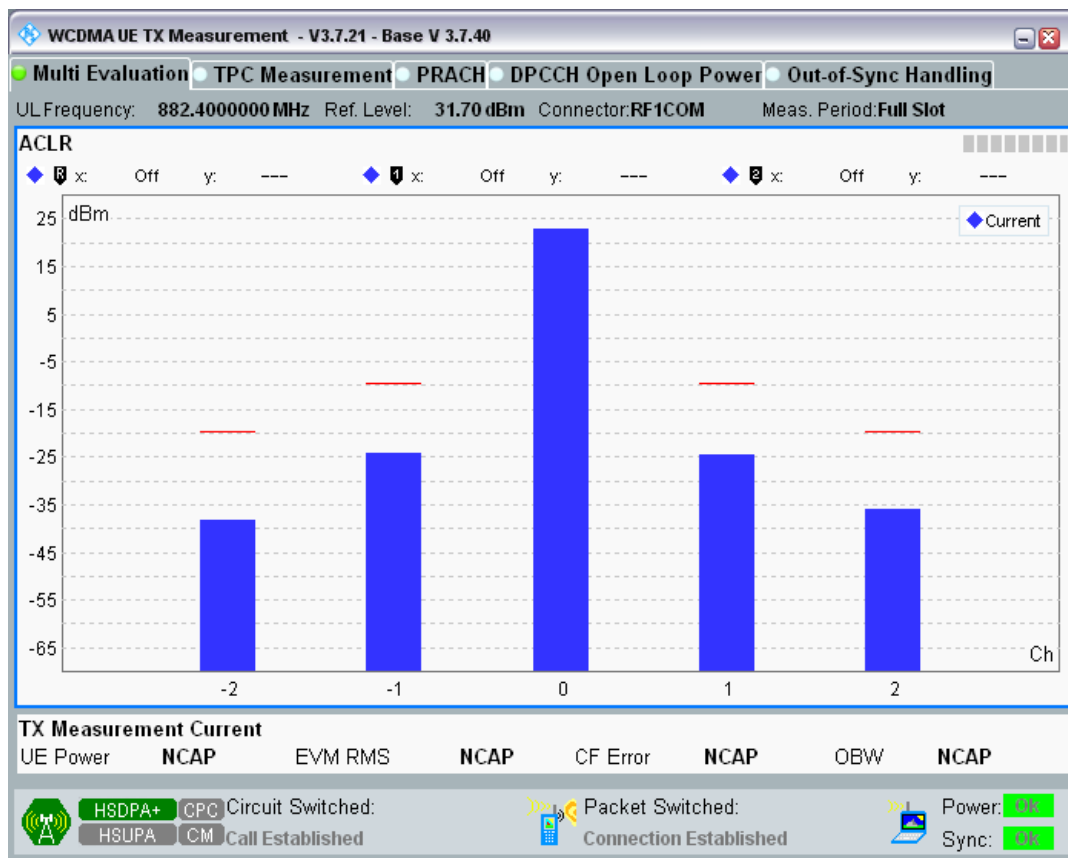 WCDMA UE TX Measurement - V3.7.21 - Base V 3.7.40
Multi Evaluation TPC Measurement PRACH DPCCH Open Loop Power Out-of-Sync Handling
UL Frequency: 882.4000000 MHz Ref. Level: 31.70 dBm Connector:RF1COM Meas. Period:Full Slot
ACLR
R x: Off y: --- 1 x: Off y: --- 2 x: Off y: ---
dBm
Current
25
15
5
-5
-15
-25
-35
-45
-55
-65
Ch
-2 -1 0 1 2
TX Measurement Current
UE Power NCAP EVM RMS NCAP CF Error NCAP OBW NCAP
HSDPA+ CPC Circuit Switched: Packet Switched: Power: OK
HSUPA CM Call Established Connection Established Sync: OK